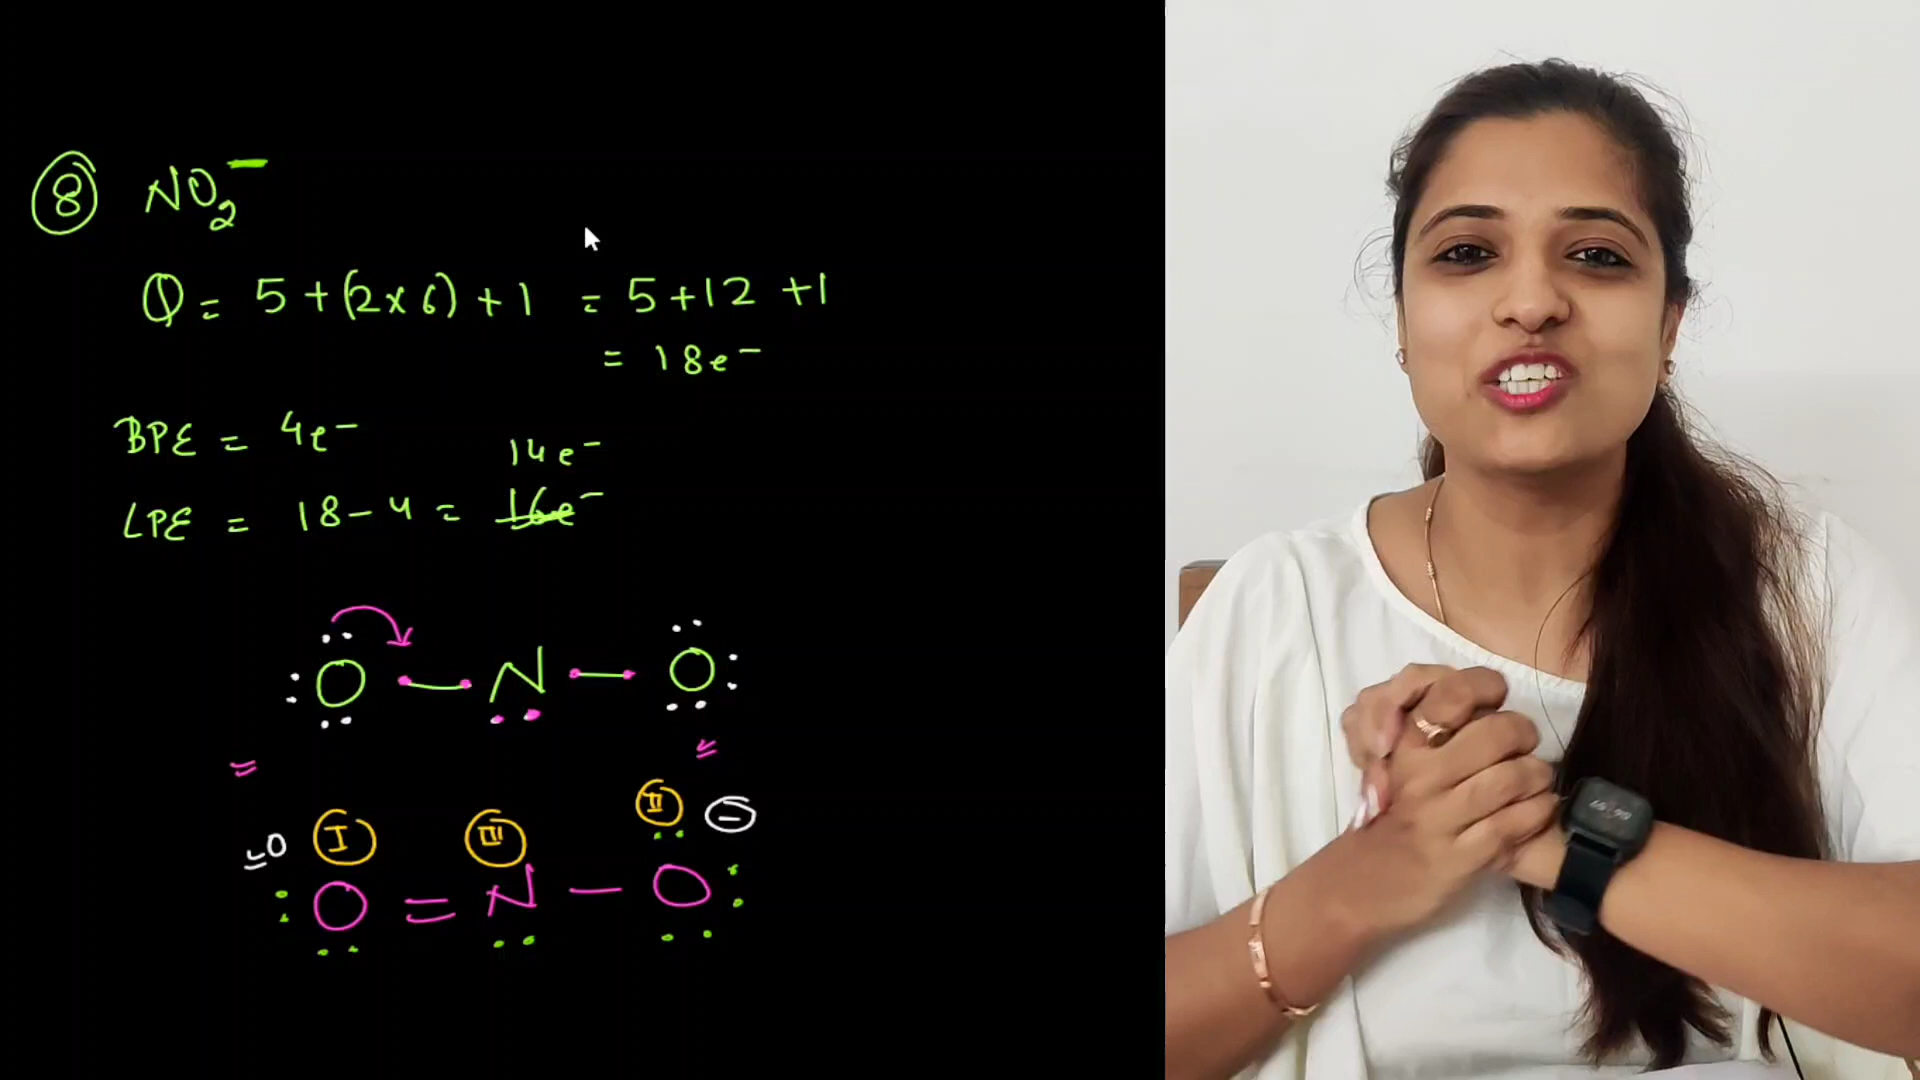 ⑧ NO₂⁻
Q = 5 + (2 × 6) + 1 = 5 + 12 + 1
= 18e⁻
BPE = 4e⁻
14e⁻
LPE = 18 - 4 = 16e⁻
O - N - O
I III II -
=0
O = N - O